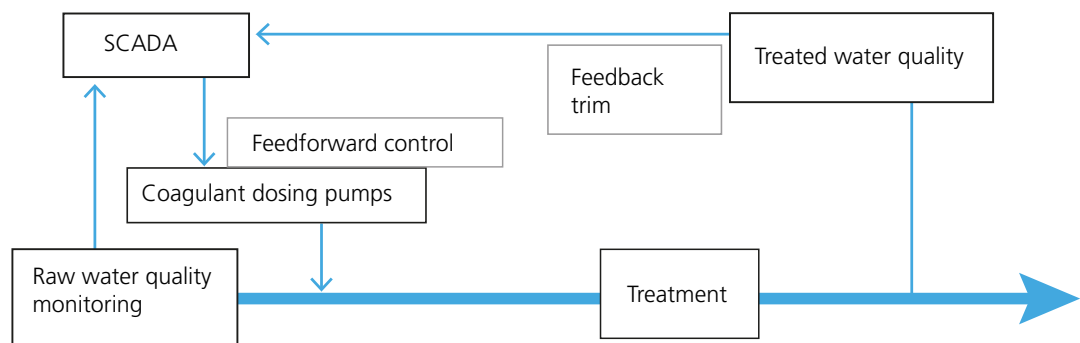 SCADA
Treated water quality
Feedback
trim
Feedforward control
Coagulant dosing pumps
Raw water quality
monitoring
Treatment